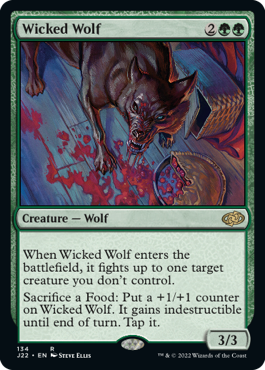 Wicked Wolf 2
Creature — Wolf
When Wicked Wolf enters the
battlefield, it fights up to one target
creature you don't control.
Sacrifice a Food: Put a +1/+1 counter
on Wicked Wolf. It gains indestructible
until end of turn. Tap it.
3/3
134 R
J22 • EN Steve Ellis ™ & © 2022 Wizards of the Coast